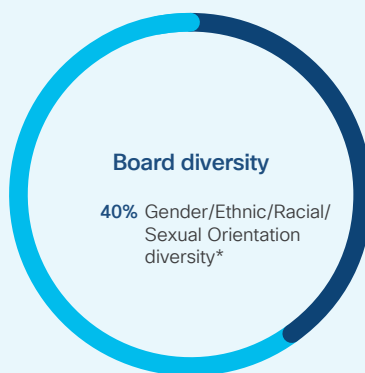 Board diversity
40% Gender/Ethnic/Racial/
Sexual Orientation
diversity*